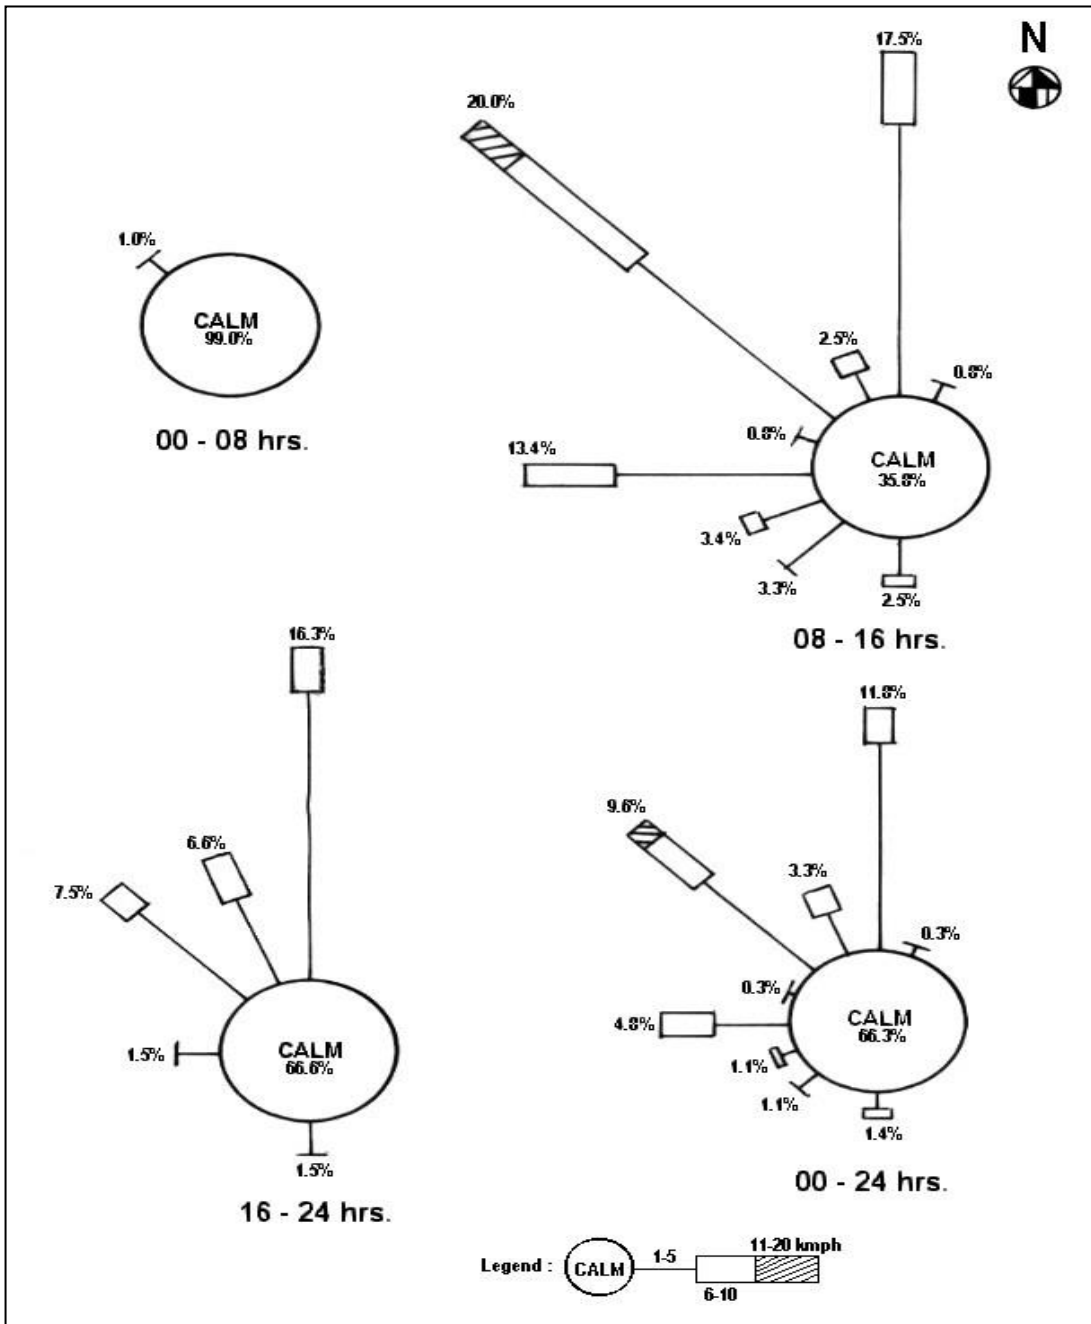 N
1.0%
CALM
99.0%
00 - 08 hrs.
17.5%
20.0%
2.5%
0.8%
0.8%
13.4%
CALM
35.8%
3.4%
3.3%
2.5%
08 - 16 hrs.
16.3%
6.6%
7.5%
1.5%
CALM
66.6%
1.5%
16 - 24 hrs.
11.8%
9.6%
3.3%
0.3%
0.3%
4.8%
CALM
66.3%
1.1%
1.1%
1.4%
00 - 24 hrs.
Legend :
CALM
1-5
6-10
11-20 kmph